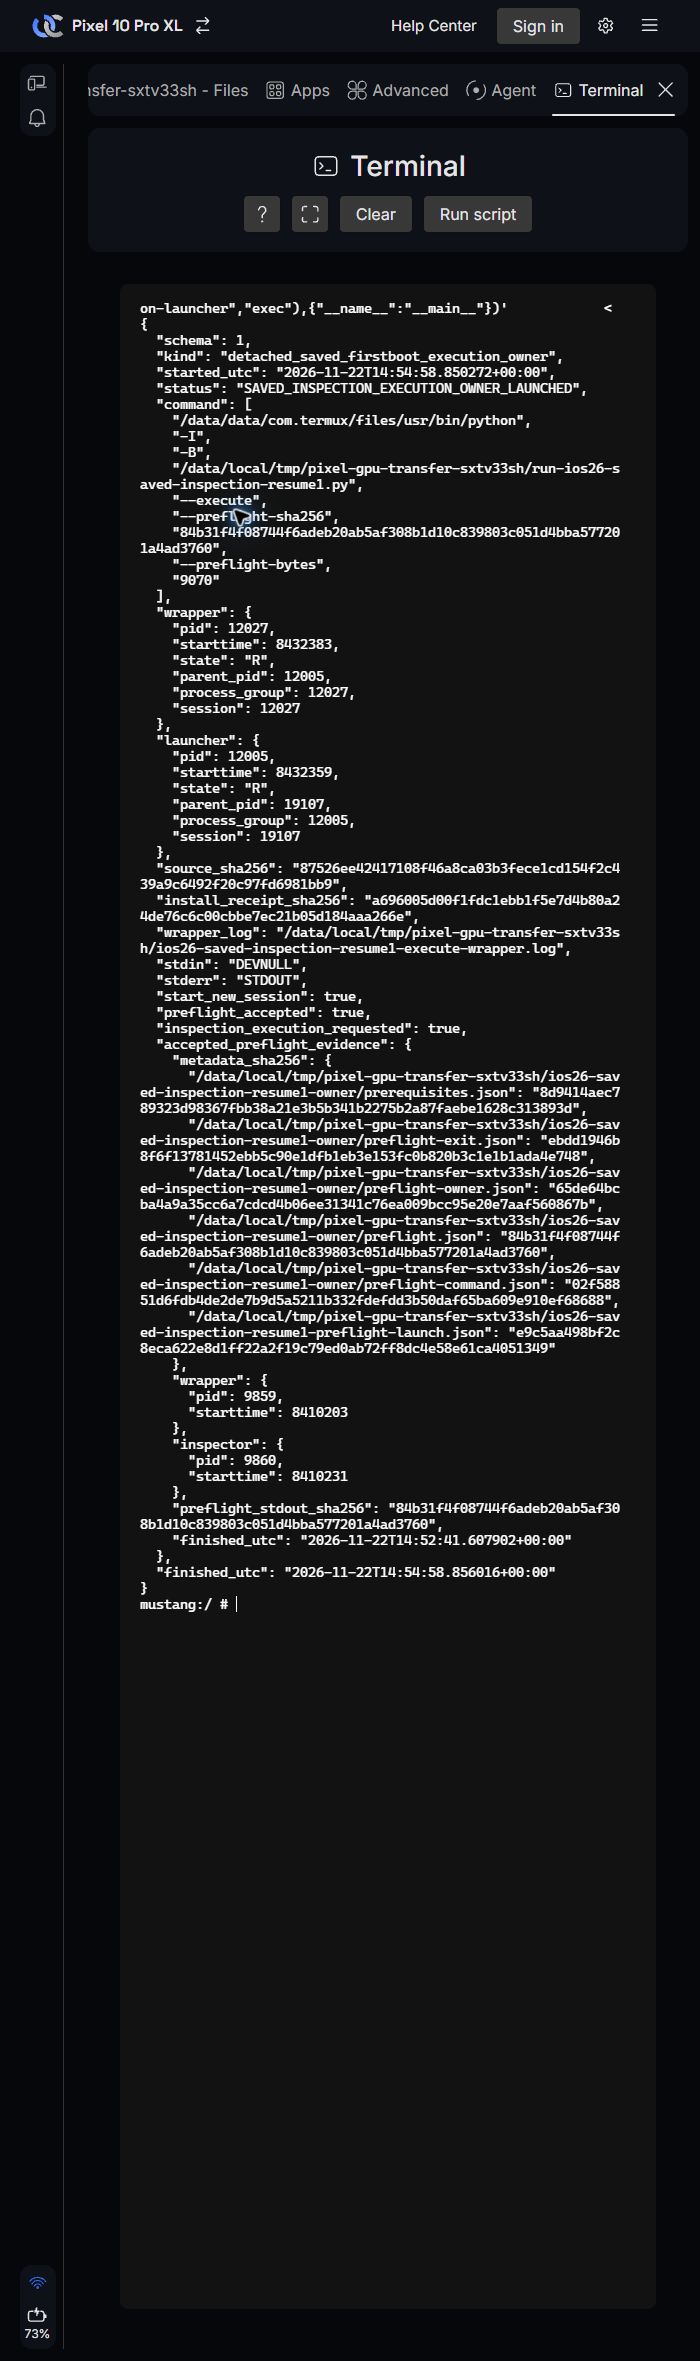 Pixel 10 Pro XL
Help Center
Sign in
nsfer-sxtv33sh - Files
Apps
Advanced
Agent
Terminal
Terminal
?
Clear
Run script
on-launcher","exec"),{"__name__":"__main__"})' <
{
"schema": 1,
"kind": "detached_saved_firstboot_execution_owner",
"started_utc": "2026-11-22T14:54:58.850272+00:00",
"status": "SAVED_INSPECTION_EXECUTION_OWNER_LAUNCHED",
"command": [
"/data/data/com.termux/files/usr/bin/python",
"-I",
"-B",
"/data/local/tmp/pixel-gpu-transfer-sxtv33sh/run-ios26-s
aved-inspection-resume1.py",
"--execute",
"--preflight-sha256",
"84b31f4f08744f6adeb20ab5af308b1d10c839803c051d4bba57720
1a4ad3760",
"--preflight-bytes",
"9070"
],
"wrapper": {
"pid": 12027,
"starttime": 8432383,
"state": "R",
"parent_pid": 12005,
"process_group": 12027,
"session": 12027
},
"launcher": {
"pid": 12005,
"starttime": 8432359,
"state": "R",
"parent_pid": 19107,
"process_group": 12005,
"session": 19107
},
"source_sha256": "87526ee42417108f46a8ca03b3fece1cd154f2c4
39a9c6492f20c97fd6981bb9",
"install_receipt_sha256": "a696005d00f1fdc1ebb1f5e7d4b80a2
4de76c6c00cbbe7ec21b05d184aaa266e",
"wrapper_log": "/data/local/tmp/pixel-gpu-transfer-sxtv33s
h/ios26-saved-inspection-resume1-execute-wrapper.log",
"stdin": "DEVNULL",
"stderr": "STDOUT",
"start_new_session": true,
"preflight_accepted": true,
"inspection_execution_requested": true,
"accepted_preflight_evidence": {
"metadata_sha256": {
"/data/local/tmp/pixel-gpu-transfer-sxtv33sh/ios26-sav
ed-inspection-resume1-owner/prerequisites.json": "8d9414aec7
89323d98367fbb38a21e3b5b341b2275b2a87faebe1628c313893d",
"/data/local/tmp/pixel-gpu-transfer-sxtv33sh/ios26-sav
ed-inspection-resume1-owner/preflight-exit.json": "ebdd1946b
8f6f13781452ebb5c90e1dfb1eb3e153fc0b820b3c1e1b1ada4e748",
"/data/local/tmp/pixel-gpu-transfer-sxtv33sh/ios26-sav
ed-inspection-resume1-owner/preflight-owner.json": "65de64bc
ba4a9a35cc6a7cdcd4b06ee31341c76ea009bcc95e20e7aaf560867b",
"/data/local/tmp/pixel-gpu-transfer-sxtv33sh/ios26-sav
ed-inspection-resume1-owner/preflight.json": "84b31f4f08744f
6adeb20ab5af308b1d10c839803c051d4bba577201a4ad3760",
"/data/local/tmp/pixel-gpu-transfer-sxtv33sh/ios26-sav
ed-inspection-resume1-owner/preflight-command.json": "02f588
51d6fdb4de2de7b9d5a5211b332fdefdd3b50daf65ba609e910ef68688",
"/data/local/tmp/pixel-gpu-transfer-sxtv33sh/ios26-sav
ed-inspection-resume1-preflight-launch.json": "e9c5aa498bf2c
8eca622e8d1ff22a2f19c79ed0ab72ff8dc4e58e61ca4051349"
},
"wrapper": {
"pid": 9859,
"starttime": 8410203
},
"inspector": {
"pid": 9860,
"starttime": 8410231
},
"preflight_stdout_sha256": "84b31f4f08744f6adeb20ab5af30
8b1d10c839803c051d4bba577201a4ad3760",
"finished_utc": "2026-11-22T14:52:41.607902+00:00"
},
"finished_utc": "2026-11-22T14:54:58.856016+00:00"
}
mustang:/ #
73%